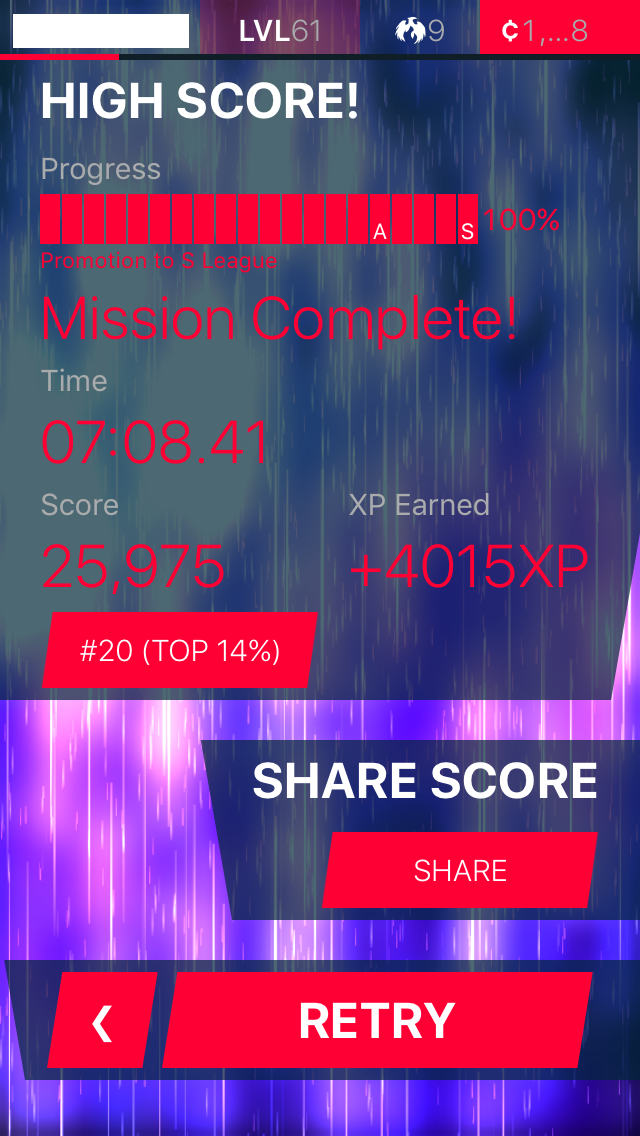 LVL61 9 ¢1,...8
HIGH SCORE!
Progress
A S 100%
Promotion to S League
Mission Complete!
Time
07:08.41
Score XP Earned
25,975 +4015XP
#20 (TOP 14%)
SHARE SCORE
SHARE
❮ RETRY